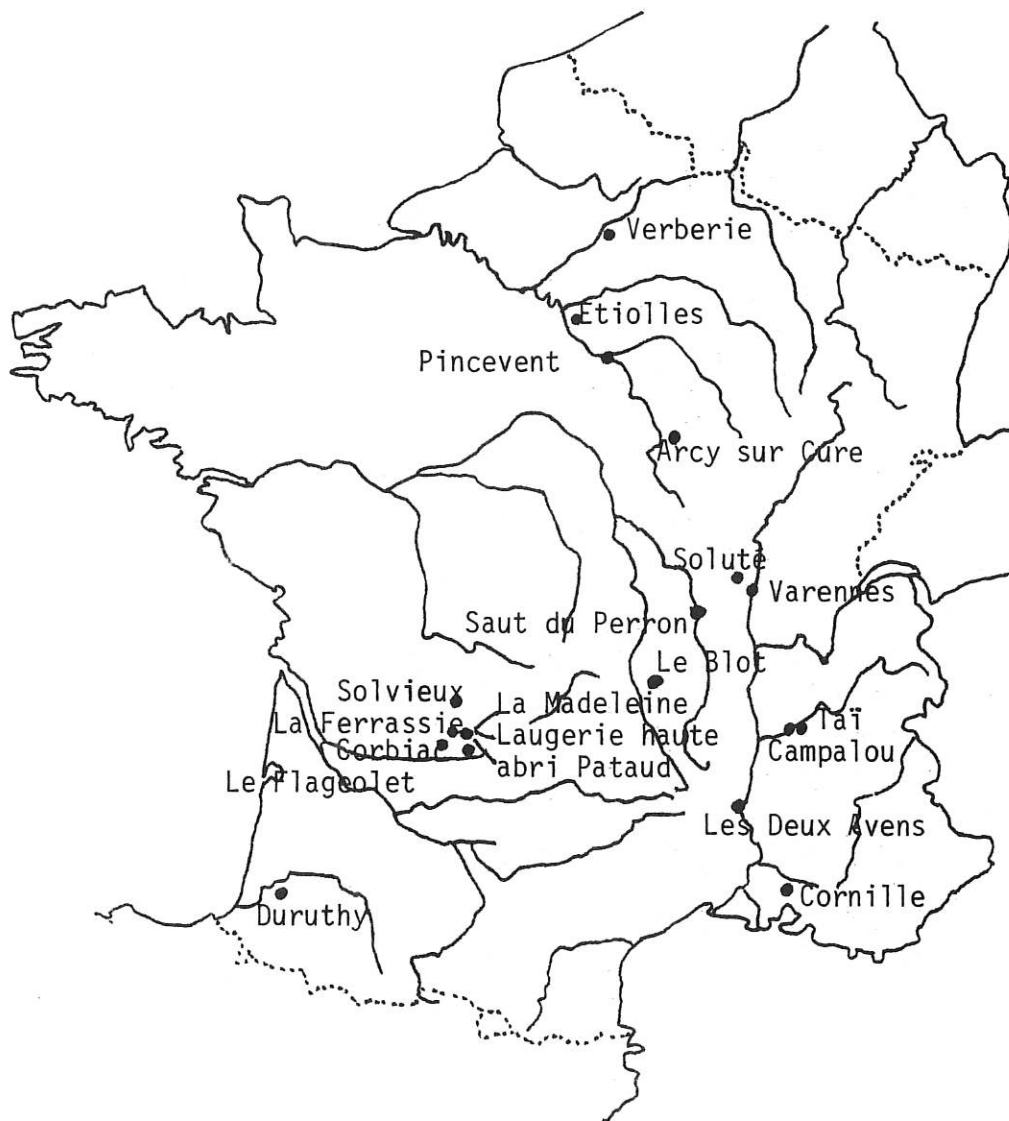 Verberie
Etiolles
Pincevent
Arcy sur Cure
Soluté
Varennes
Saut du Perron
Le Blot
Solvieux
La Madeleine
La Ferrassie
Laugerie haute
Taï
Corbiac
Campalou
abri Pataud
Le Flageolet
Les Deux Avens
Cornille
Duruthy